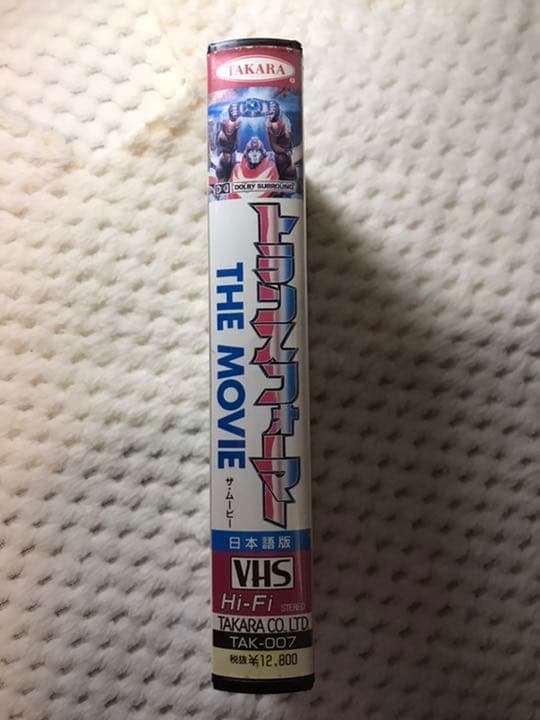 TAKARA
DOLBY SURROUND
トランスフォーマー
THE MOVIE
ザ・ムービー
日本語版
VHS
Hi-Fi STEREO
TAKARA CO. LTD
TAK-007
税抜¥12,800